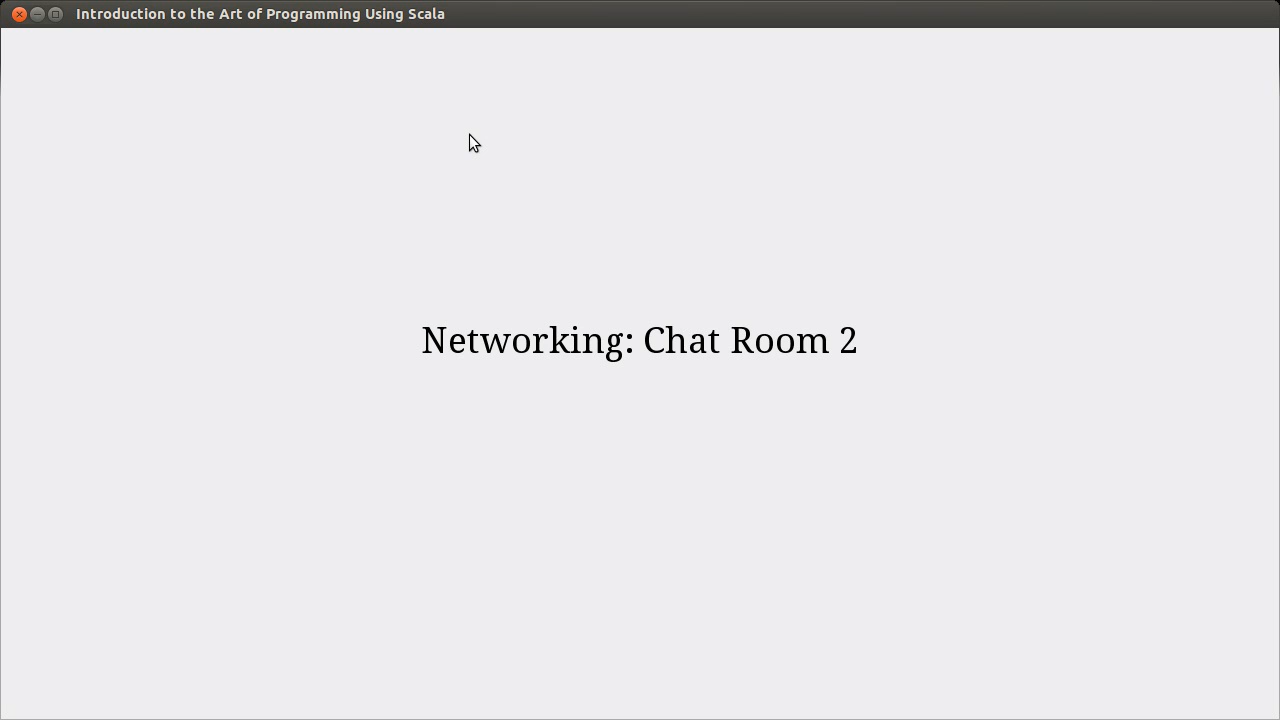 Introduction to the Art of Programming Using Scala
Networking: Chat Room 2